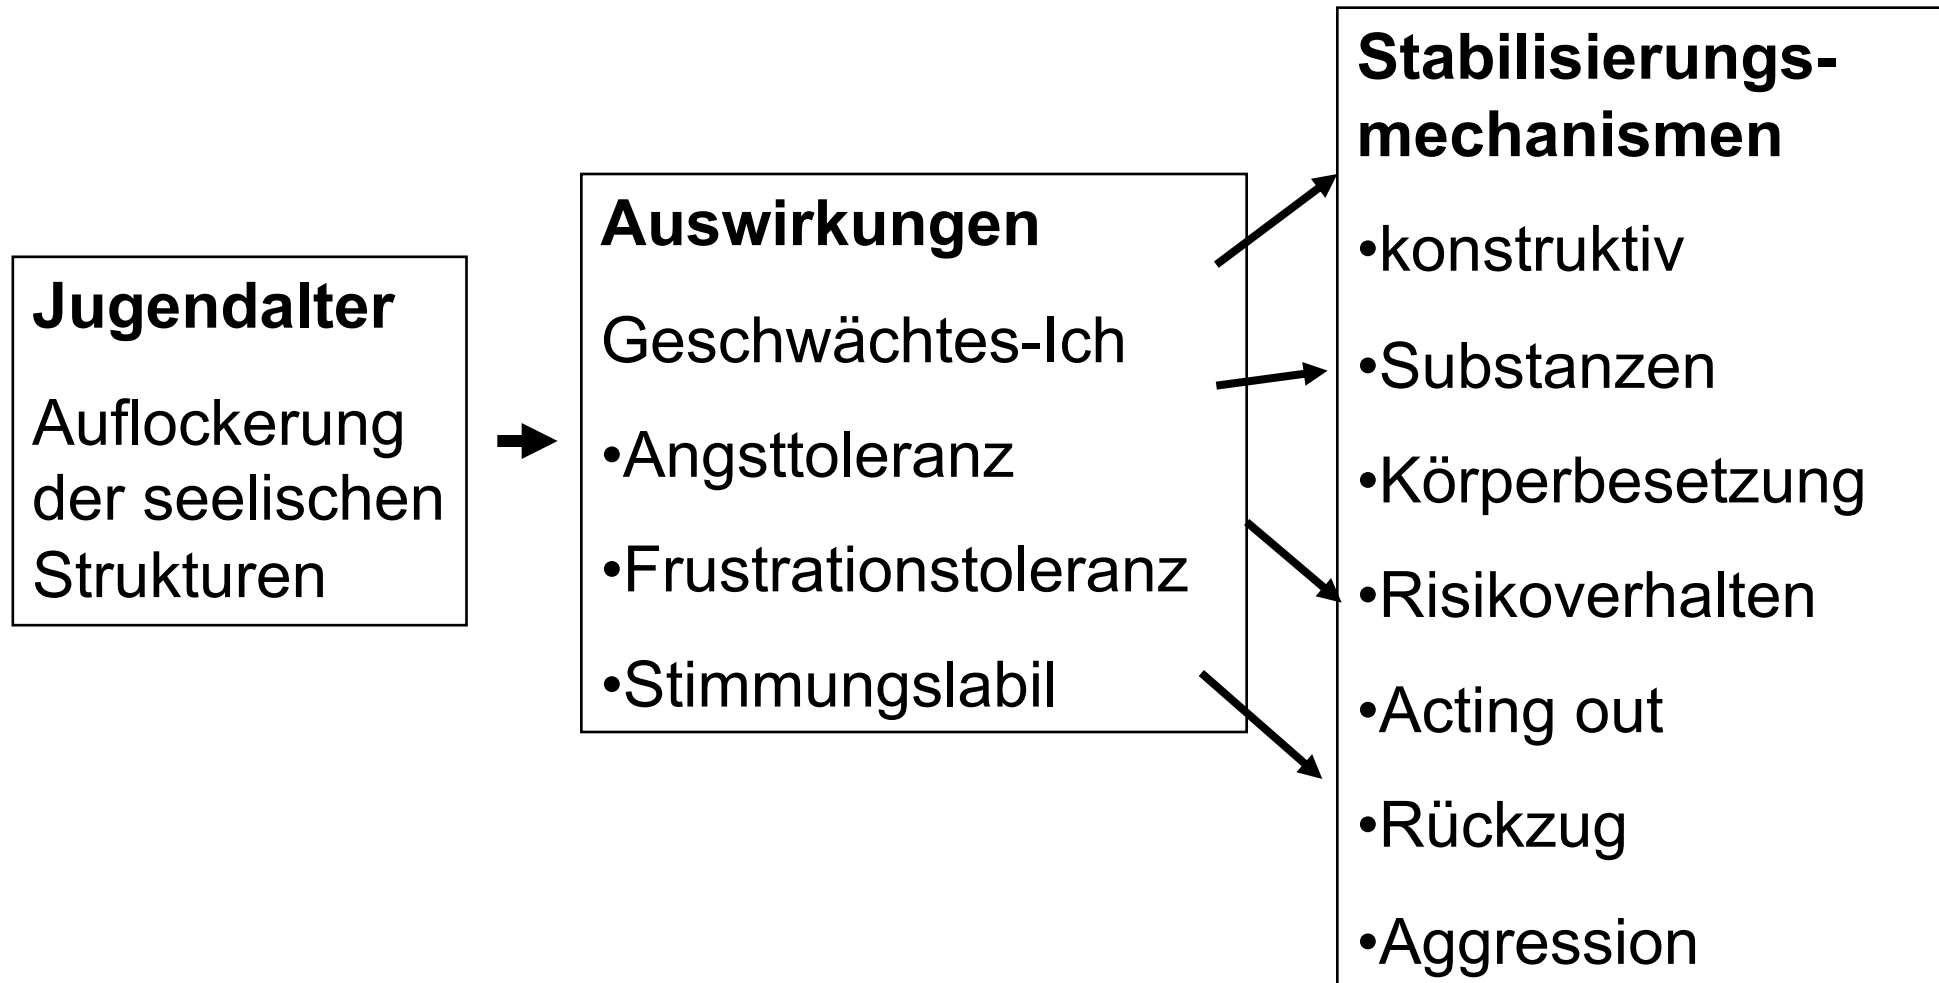 Jugendalter
Auflockerung
der seelischen
Strukturen
Auswirkungen
Geschwächtes-Ich
•Angsttoleranz
•Frustrationstoleranz
•Stimmungslabil
Stabilisierungs-
mechanismen
•konstruktiv
•Substanzen
•Körperbesetzung
•Risikoverhalten
•Acting out
•Rückzug
•Aggression